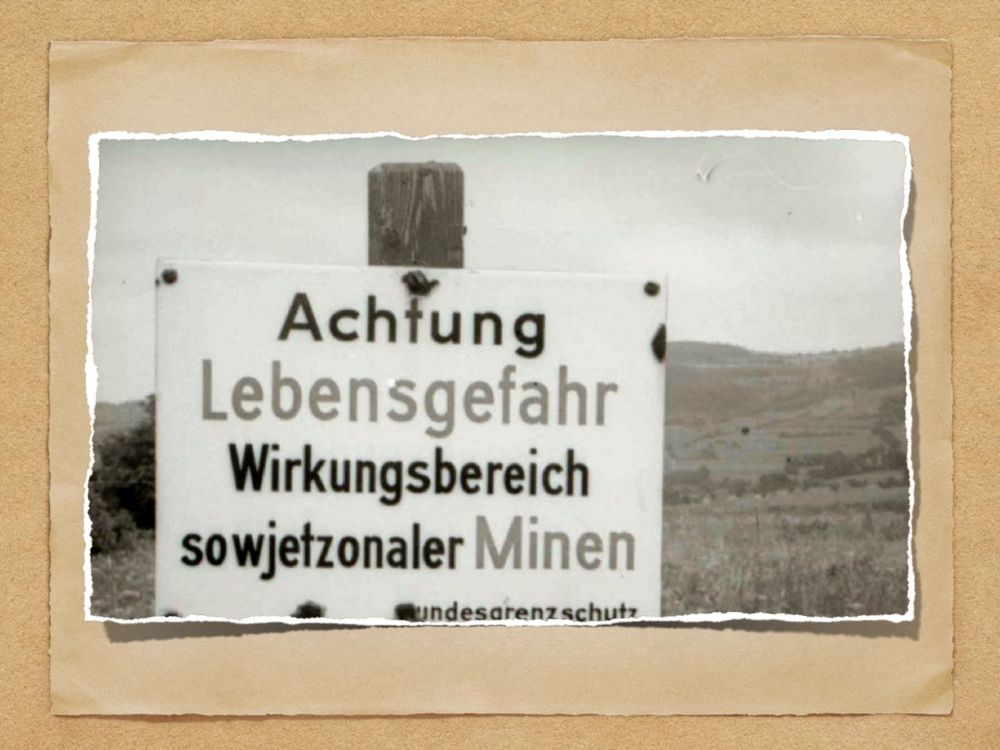 Achtung
Lebensgefahr
Wirkungsbereich
sowjetzonaler Minen
undesgrenzschutz